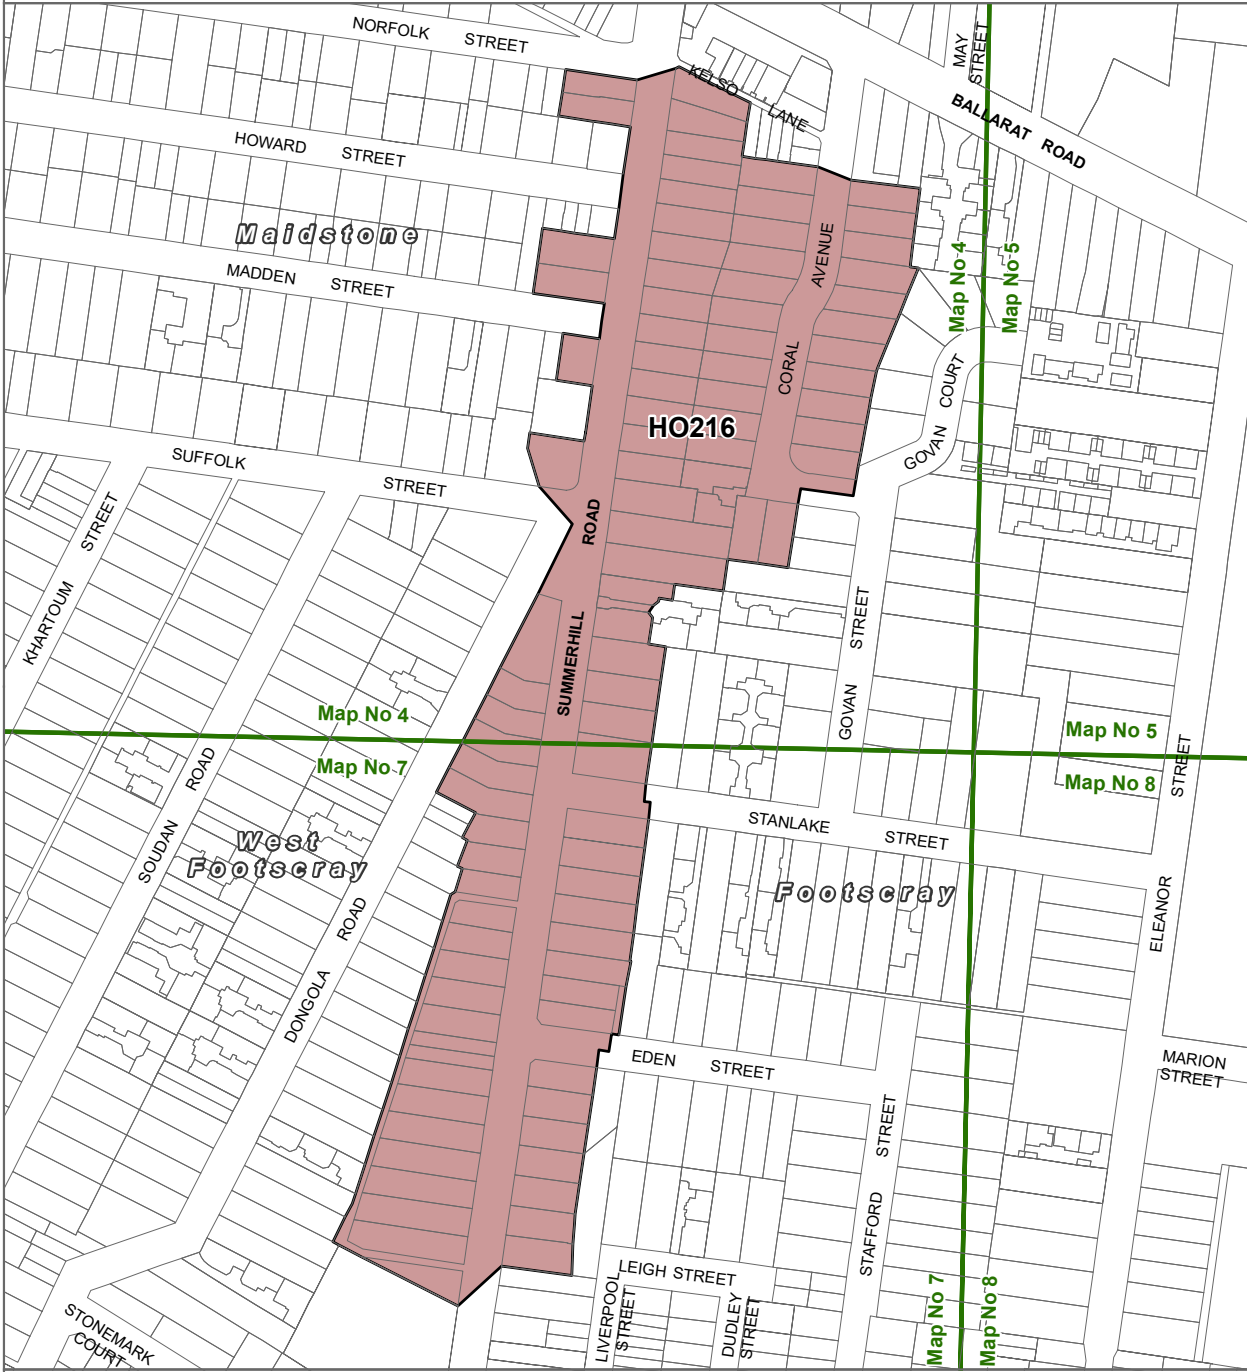 NORFOLK STREET
MAY
STREET
KELSO LANE
BALLARAT ROAD
HOWARD STREET
Maidstone
AVENUE
Map No 4
Map No 5
MADDEN STREET
CORAL
COURT
HO216
GOVAN
SUFFOLK STREET
STREET
ROAD
KHARTOUM
STREET
SUMMERHILL
GOVAN
Map No 4
Map No 5
Map No 7
Map No 8
STREET
ROAD
STANLAKE STREET
SOUDAN
West
Footscray
Footscray
ROAD
ELEANOR
DONGOLA
EDEN STREET
MARION
STREET
STREET
STAFFORD
LEIGH STREET
LIVERPOOL
STREET
DUDLEY
STREET
Map No 7
Map No 8
STONEMARK
COURT